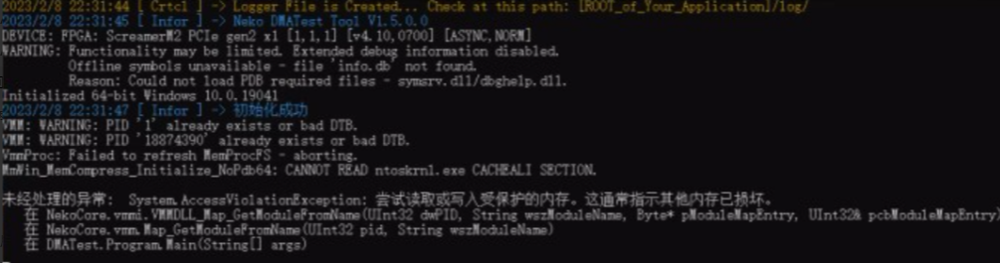 2023/2/8 22:31:44 [ Crtcl ] -> Logger File is Created... Check at this path: [ROOT_of_Your_Application]/log/
2023/2/8 22:31:45 [ Infor ] -> Neko DMATest Tool V1.5.0.0
DEVICE: FPGA: ScreamerM2 PCIe gen2 x1 [1,1,1] [v4.10,0700] [ASYNC,NORM]
WARNING: Functionality may be limited. Extended debug information disabled.
Offline symbols unavailable - file 'info.db' not found.
Reason: Could not load PDB required files - symsrv.dll/dbghelp.dll.
Initialized 64-bit Windows 10.0.19041
2023/2/8 22:31:47 [ Infor ] -> 初始化成功
VMM: WARNING: PID '1' already exists or bad DTB.
VMM: WARNING: PID '18874390' already exists or bad DTB.
VmmProc: Failed to refresh MemProcFS - aborting.
MmWin_MemCompress_Initialize_NoPdb64: CANNOT READ ntoskrnl.exe CACHEALI SECTION.
未经处理的异常: System.AccessViolationException: 尝试读取或写入受保护的内存。这通常指示其他内存已损坏。
在 NekoCore.vmmi.VMMDLL_Map_GetModuleFromName(UInt32 dwPID, String wszModuleName, Byte* pModuleMapEntry, UInt32& pcbModuleMapEntry)
在 NekoCore.vmm.Map_GetModuleFromName(UInt32 pid, String wszModuleName)
在 DMATest.Program.Main(String[] args)